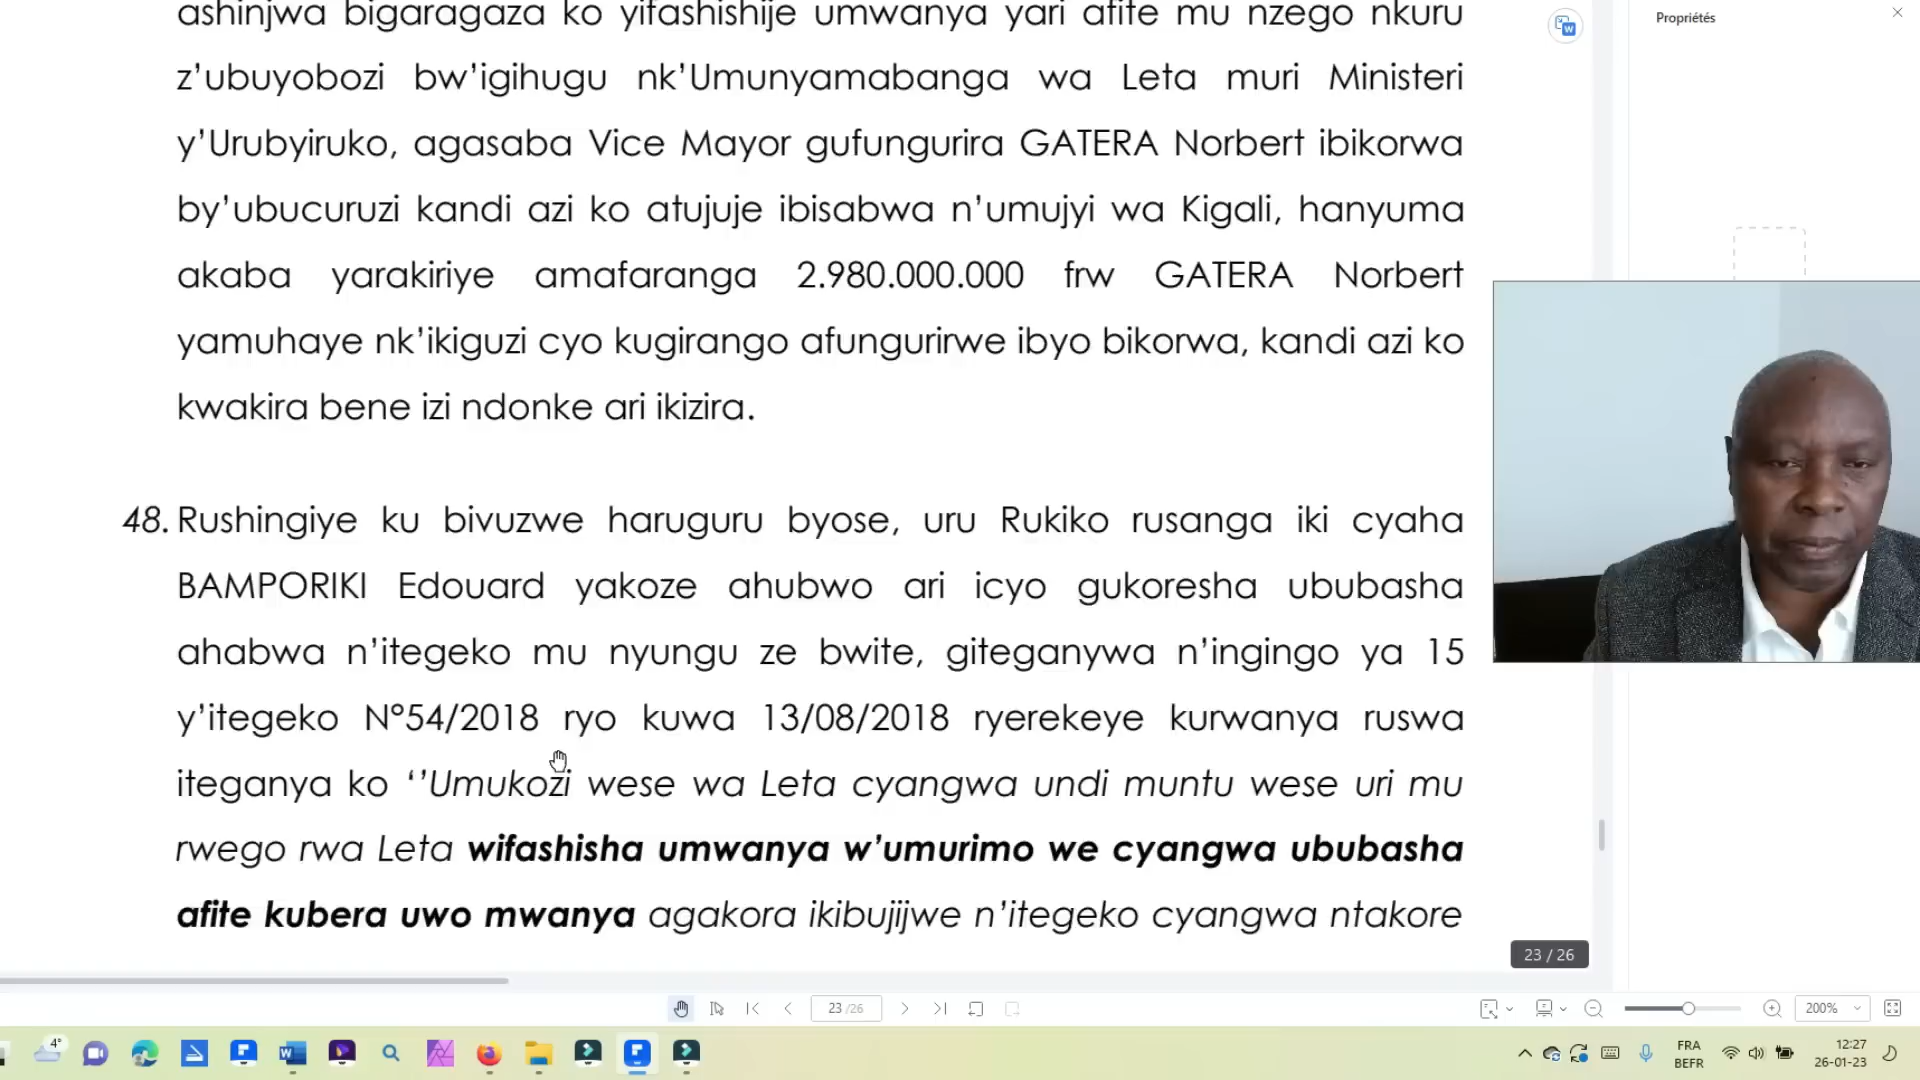 ashinjwa bigaragaza ko yifashishije umwanya yari afite mu nzego nkuru
z’ubuyobozi bw’igihugu nk’Umunyamabanga wa Leta muri Ministeri
y’Urubyiruko, agasaba Vice Mayor gufungurira GATERA Norbert ibikorwa
by’ubucuruzi kandi azi ko atujuje ibisabwa n’umujyi wa Kigali, hanyuma
akaba yarakiriye amafaranga 2.980.000.000 frw GATERA Norbert
yamuhaye nk’ikiguzi cyo kugirango afungurirwe ibyo bikorwa, kandi azi ko
kwakira bene izi ndonke ari ikizira.
48. Rushingiye ku bivuzwe haruguru byose, uru Rukiko rusanga iki cyaha
BAMPORIKI Edouard yakoze ahubwo ari icyo gukoresha ububasha
ahabwa n’itegeko mu nyungu ze bwite, giteganywa n’ingingo ya 15
y’itegeko N°54/2018 ryo kuwa 13/08/2018 ryerekeye kurwanya ruswa
iteganya ko ‘’Umukozi wese wa Leta cyangwa undi muntu wese uri mu
rwego rwa Leta wifashisha umwanya w’umurimo we cyangwa ububasha
afite kubera uwo mwanya agakora ikibujijwe n’itegeko cyangwa ntakore
Propriétés
23 / 26
23 /26
200%
4°
FRA
BEFR
12:27
26-01-23